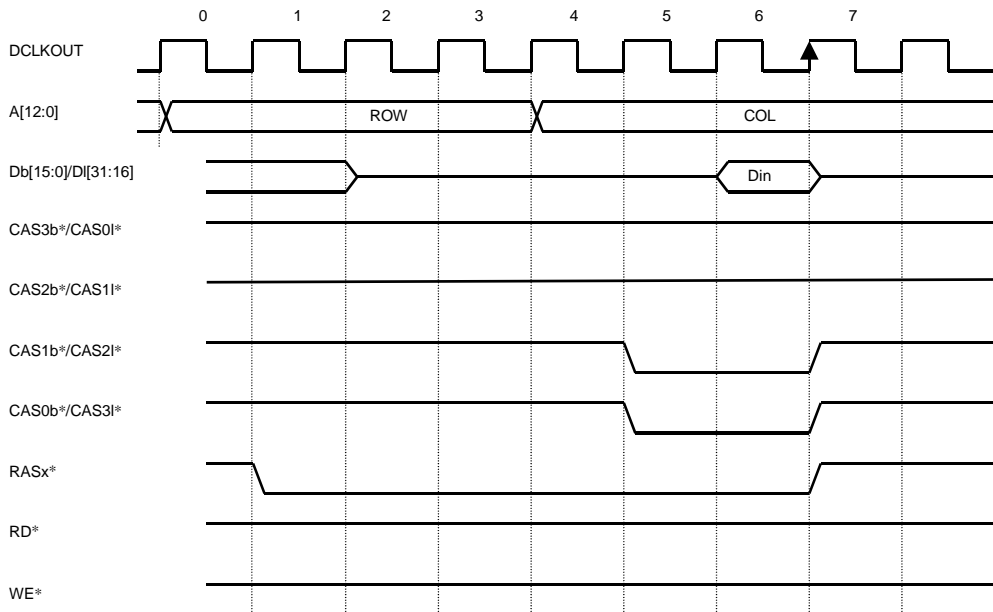 0 1 2 3 4 5 6 7
DCLKOUT
A[12:0] ROW COL
Db[15:0]/Dl[31:16] Din
CAS3b*/CAS0l*
CAS2b*/CAS1l*
CAS1b*/CAS2l*
CAS0b*/CAS3l*
RASx*
RD*
WE*